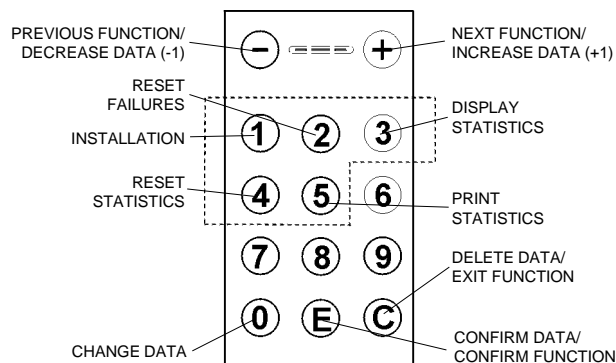 PREVIOUS FUNCTION/
DECREASE DATA (-1)
NEXT FUNCTION/
INCREASE DATA (+1)
- +
RESET
FAILURES
INSTALLATION
DISPLAY
STATISTICS
1 2 3
RESET
STATISTICS
4 5 6
PRINT
STATISTICS
7 8 9
DELETE DATA/
EXIT FUNCTION
0 E C
CHANGE DATA
CONFIRM DATA/
CONFIRM FUNCTION